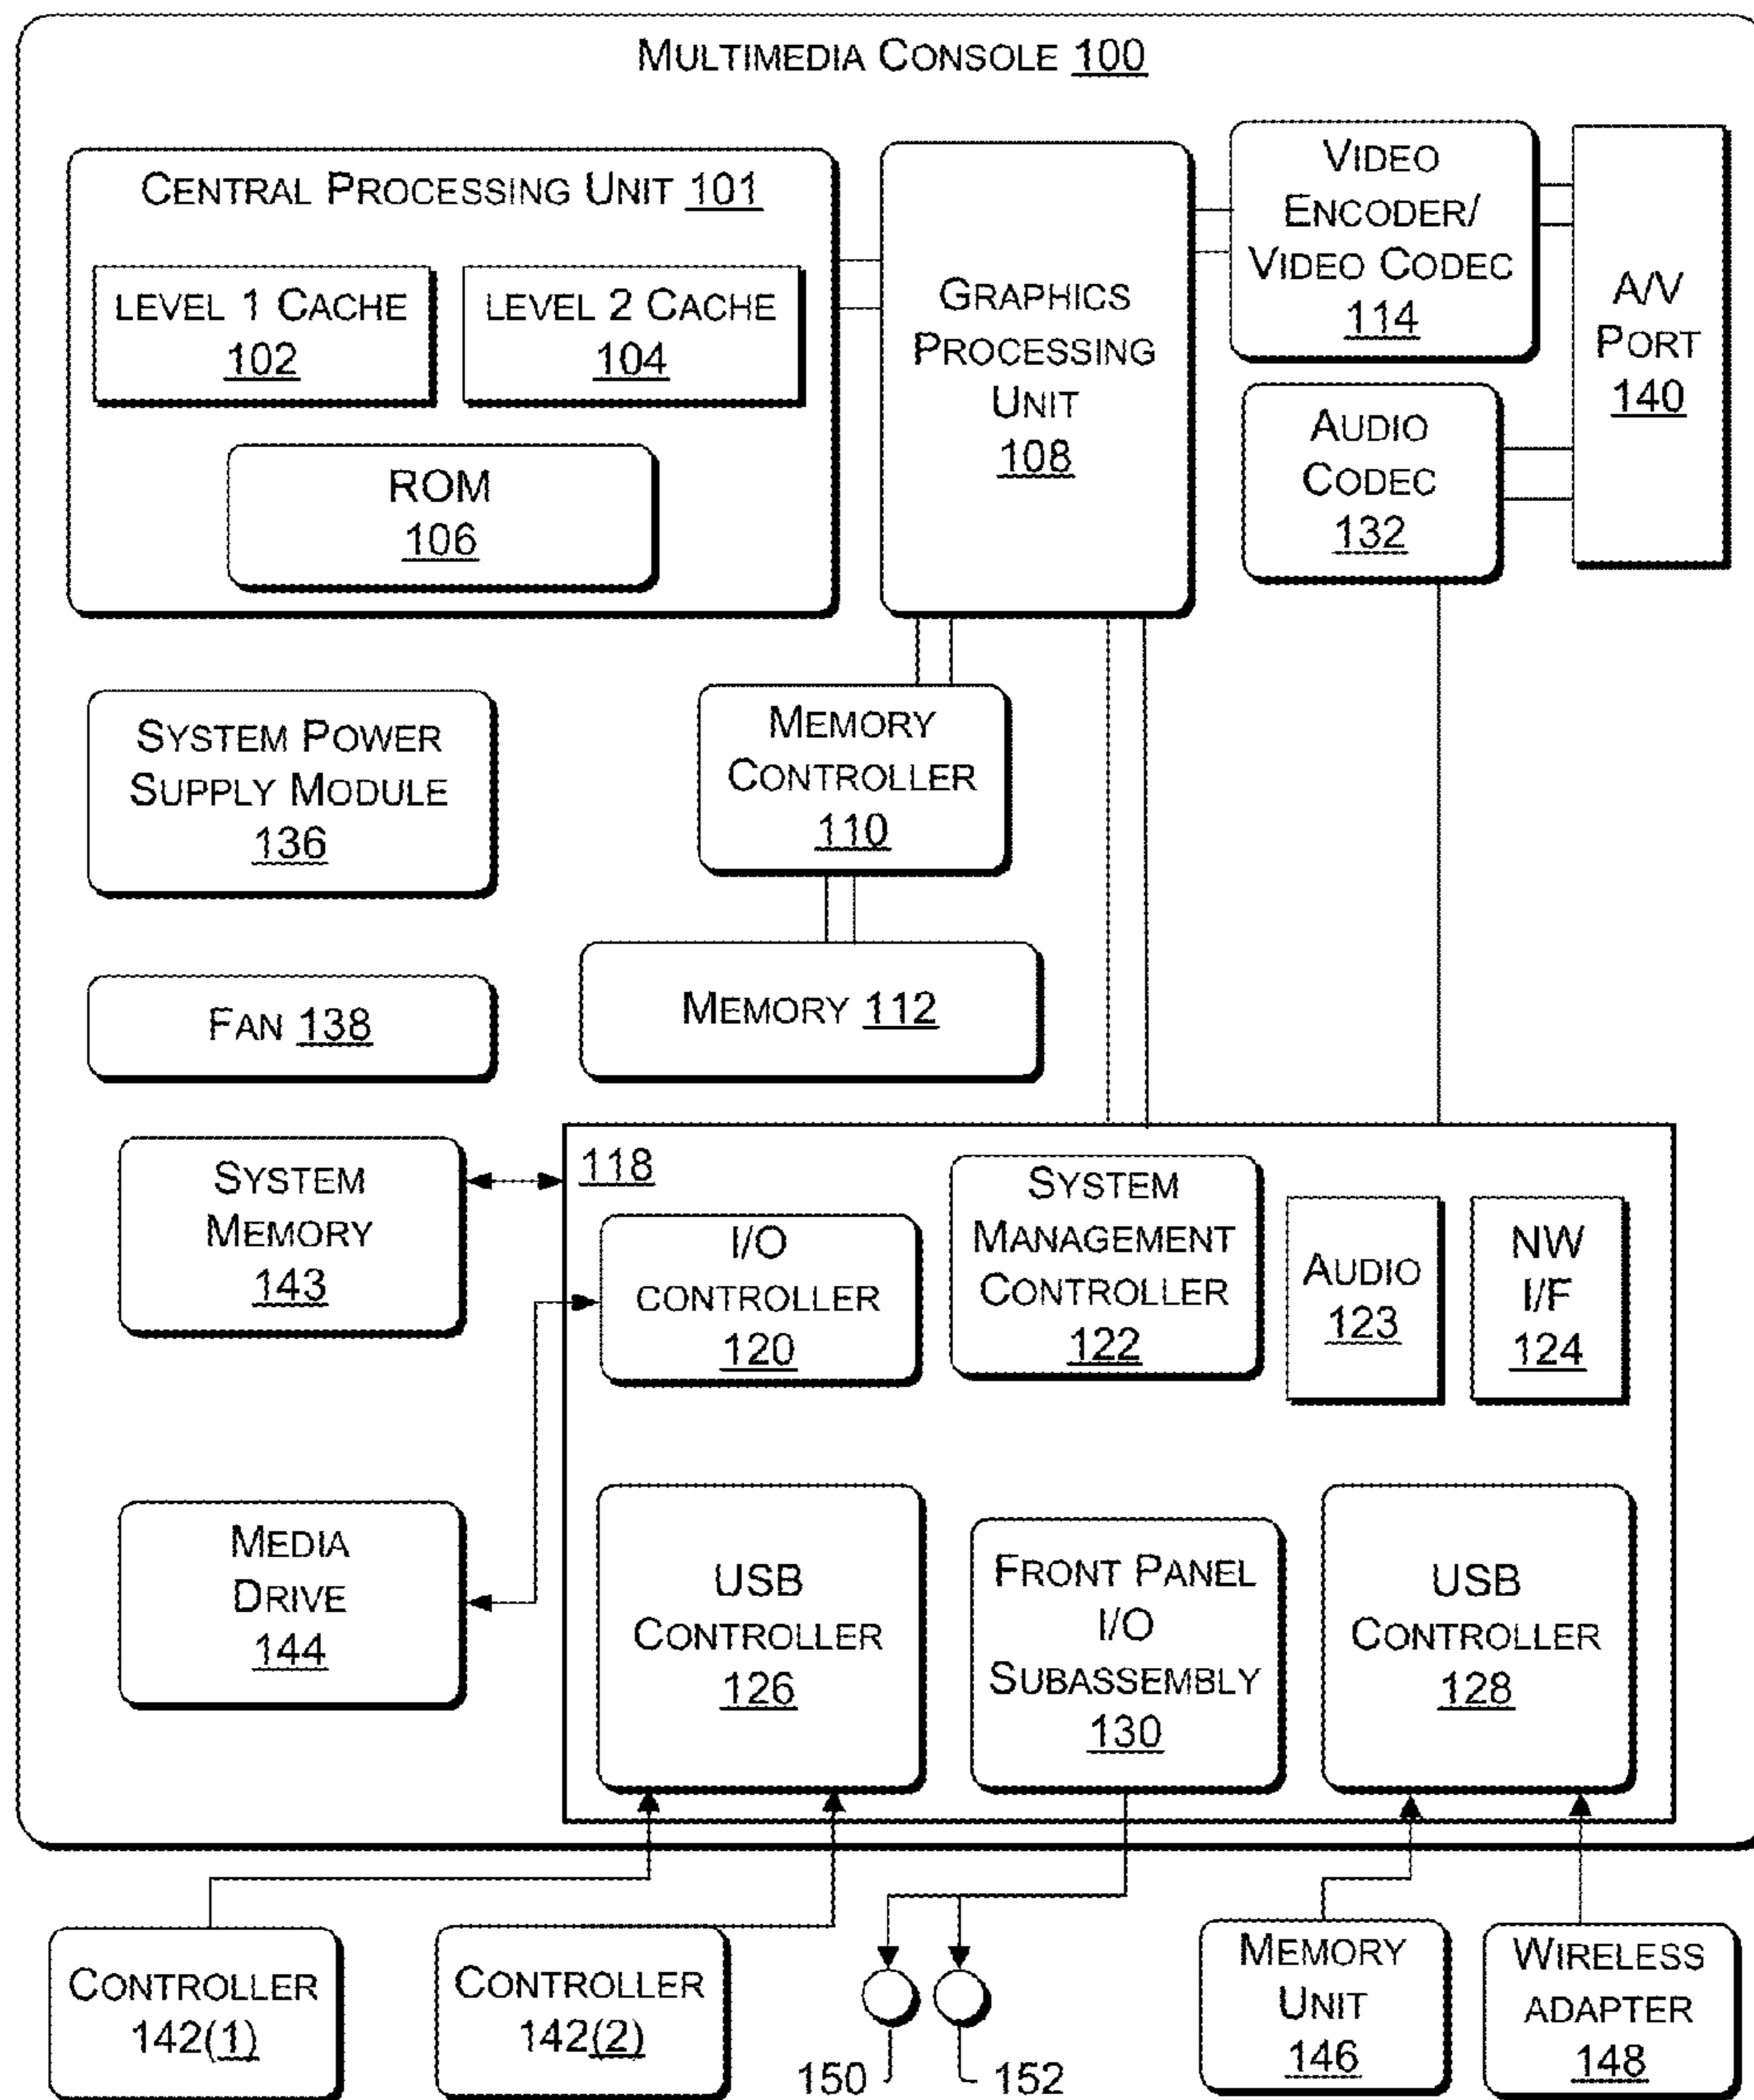 MULTIMEDIA CONSOLE 100
CENTRAL PROCESSING UNIT 101
LEVEL 1 CACHE
102
LEVEL 2 CACHE
104
ROM
106
GRAPHICS
PROCESSING
UNIT
108
VIDEO
ENCODER/
VIDEO CODEC
114
AUDIO
CODEC
132
A/V
PORT
140
SYSTEM POWER
SUPPLY MODULE
136
MEMORY
CONTROLLER
110
FAN 138
MEMORY 112
SYSTEM
MEMORY
143
118
I/O
CONTROLLER
120
SYSTEM
MANAGEMENT
CONTROLLER
122
AUDIO
123
NW
I/F
124
MEDIA
DRIVE
144
USB
CONTROLLER
126
FRONT PANEL
I/O
SUBASSEMBLY
130
USB
CONTROLLER
128
CONTROLLER
142(1)
CONTROLLER
142(2)
150
152
MEMORY
UNIT
146
WIRELESS
ADAPTER
148